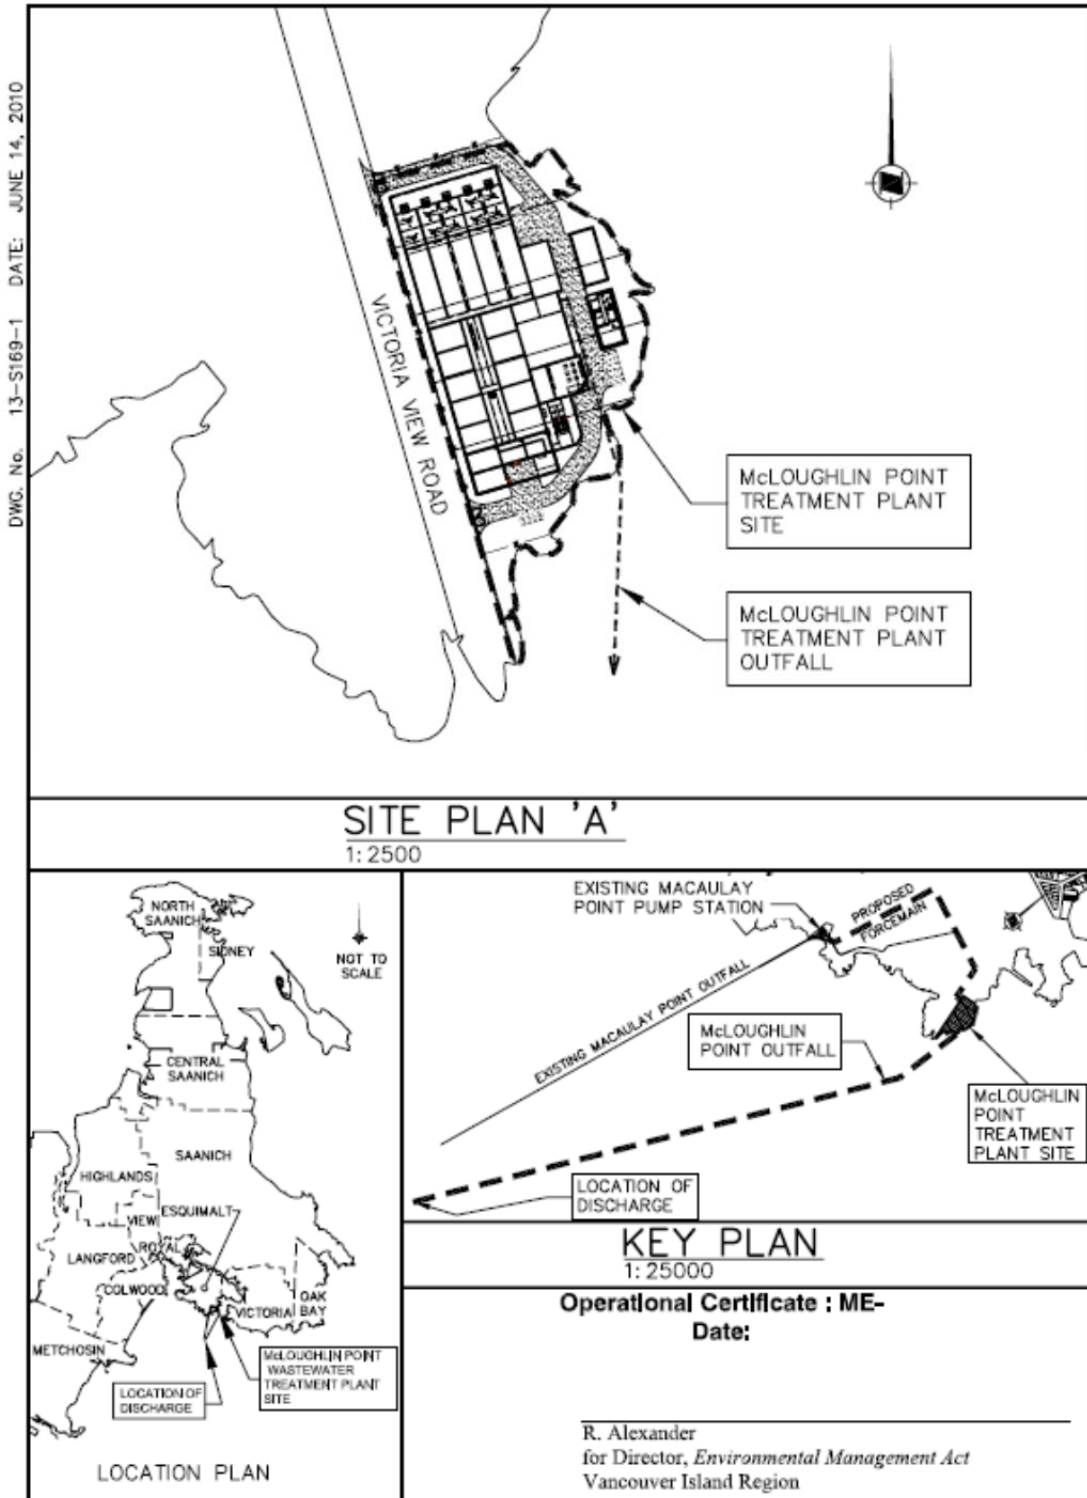 DWG. No. 13-S169-1 DATE: JUNE 14, 2010
VICTORIA VIEW ROAD
McLOUGHLIN POINT
TREATMENT PLANT
SITE
McLOUGHLIN POINT
TREATMENT PLANT
OUTFALL
SITE PLAN 'A'
1:2500
NORTH
SAANICH
SIDNEY
NOT TO
SCALE
CENTRAL
SAANICH
SAANICH
HIGHLANDS
ESQUIMALT
VIEW
ROYAL
LANGFORD
COLWOOD
VICTORIA
OAK
BAY
METCHOSIN
McLOUGHLIN POINT
WASTEWATER
TREATMENT PLANT
SITE
LOCATION OF
DISCHARGE
LOCATION PLAN
EXISTING MACAULAY
POINT PUMP STATION
PROPOSED
FORCEMAIN
EXISTING MACAULAY POINT OUTFALL
McLOUGHLIN
POINT OUTFALL
McLOUGHLIN
POINT
TREATMENT
PLANT SITE
LOCATION OF
DISCHARGE
KEY PLAN
1:25000
Operational Certificate : ME-
Date:
R. Alexander
for Director, Environmental Management Act
Vancouver Island Region